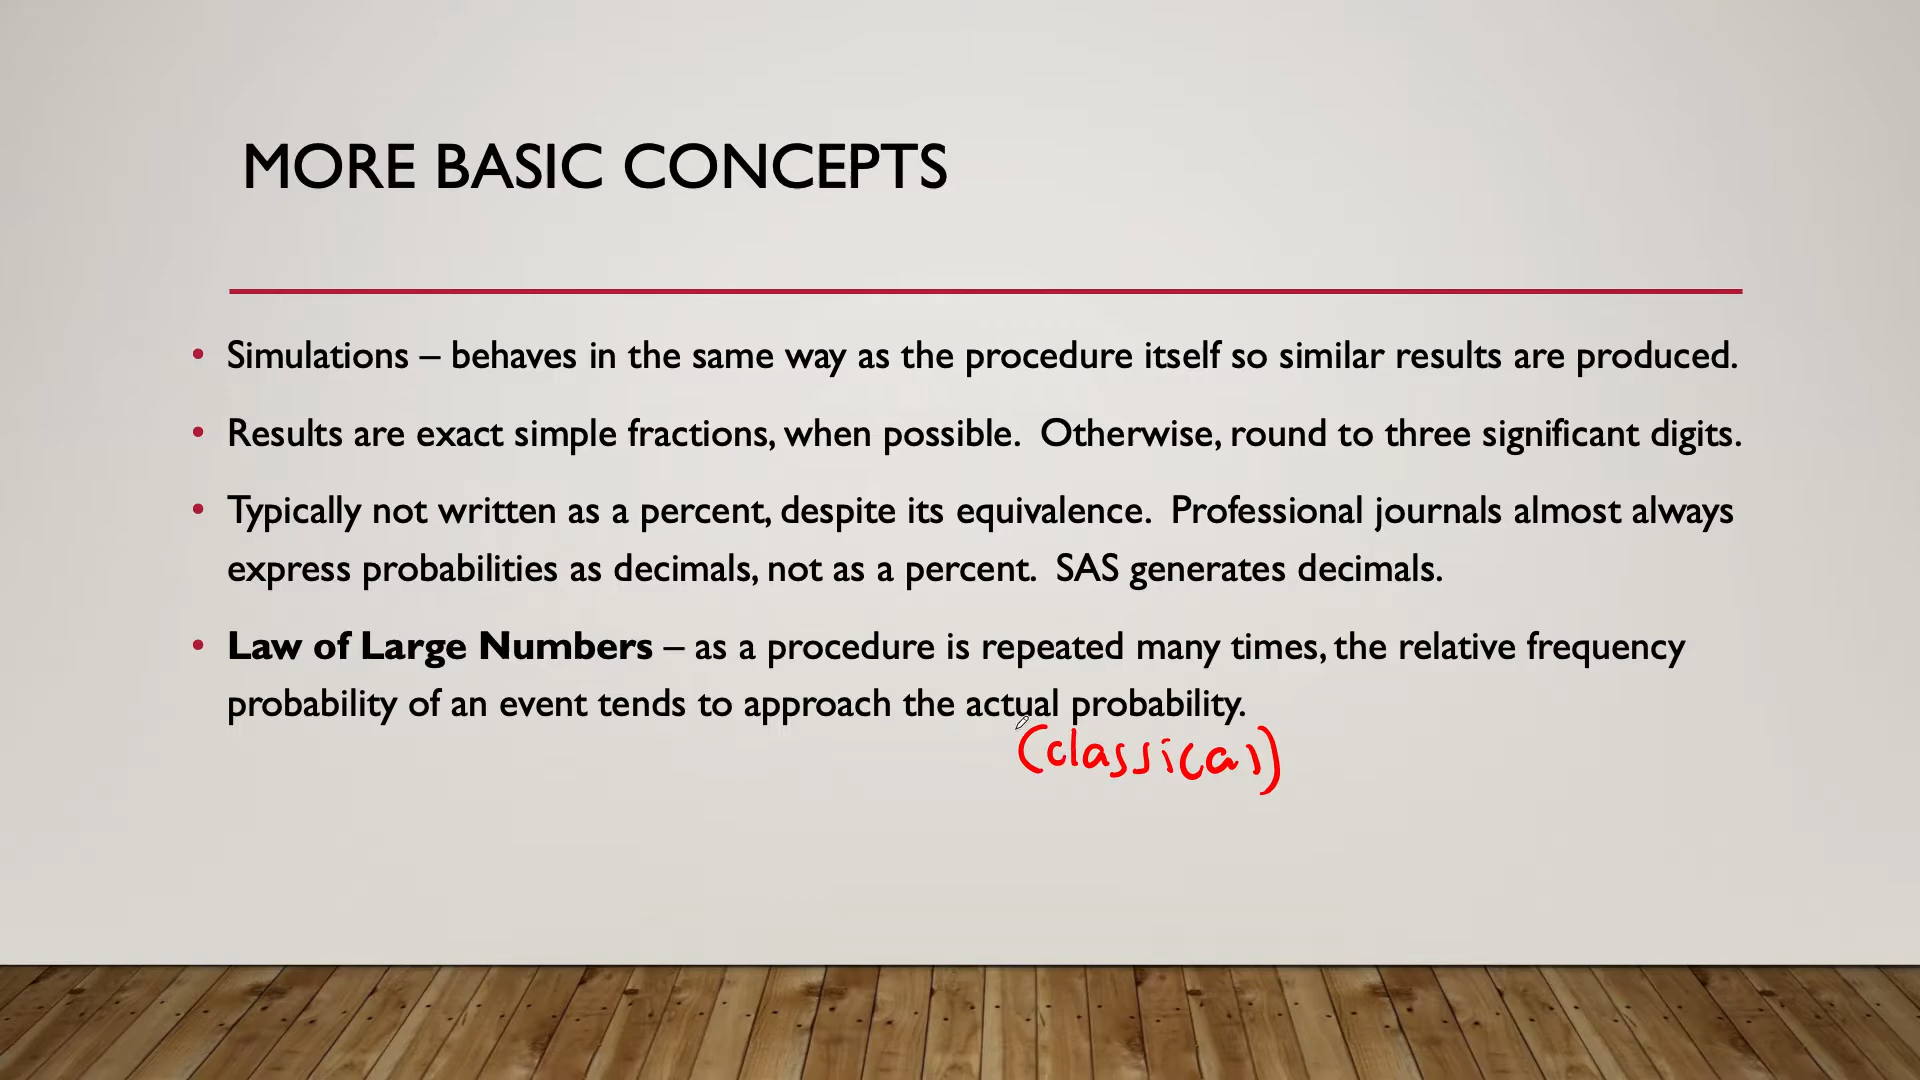 MORE BASIC CONCEPTS
• Simulations – behaves in the same way as the procedure itself so similar results are produced.
• Results are exact simple fractions, when possible.  Otherwise, round to three significant digits.
• Typically not written as a percent, despite its equivalence.  Professional journals almost always
express probabilities as decimals, not as a percent.  SAS generates decimals.
• Law of Large Numbers – as a procedure is repeated many times, the relative frequency
probability of an event tends to approach the actual probability.
(classical)